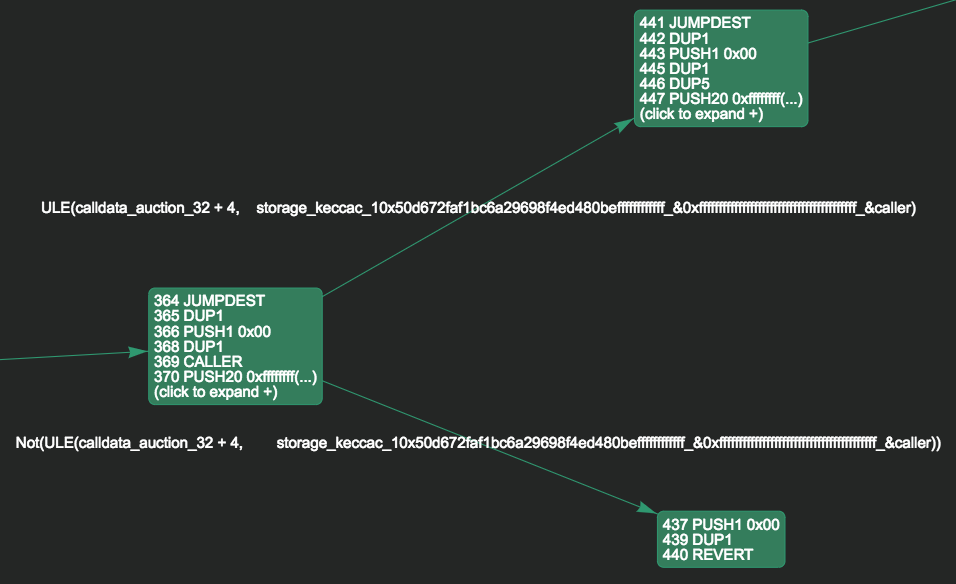 441 JUMPDEST
442 DUP1
443 PUSH1 0x00
445 DUP1
446 DUP5
447 PUSH20 0xffffffff(...)
(click to expand +)
ULE(calldata_auction_32 + 4, storage_keccac_10x50d672faf1bc6a29698f4ed480beffffffffffff_&0xffffffffffffffffffffffffffffffffffffffff_&caller)
364 JUMPDEST
365 DUP1
366 PUSH1 0x00
368 DUP1
369 CALLER
370 PUSH20 0xffffffff(...)
(click to expand +)
Not(ULE(calldata_auction_32 + 4, storage_keccac_10x50d672faf1bc6a29698f4ed480beffffffffffff_&0xffffffffffffffffffffffffffffffffffffffff_&caller))
437 PUSH1 0x00
439 DUP1
440 REVERT